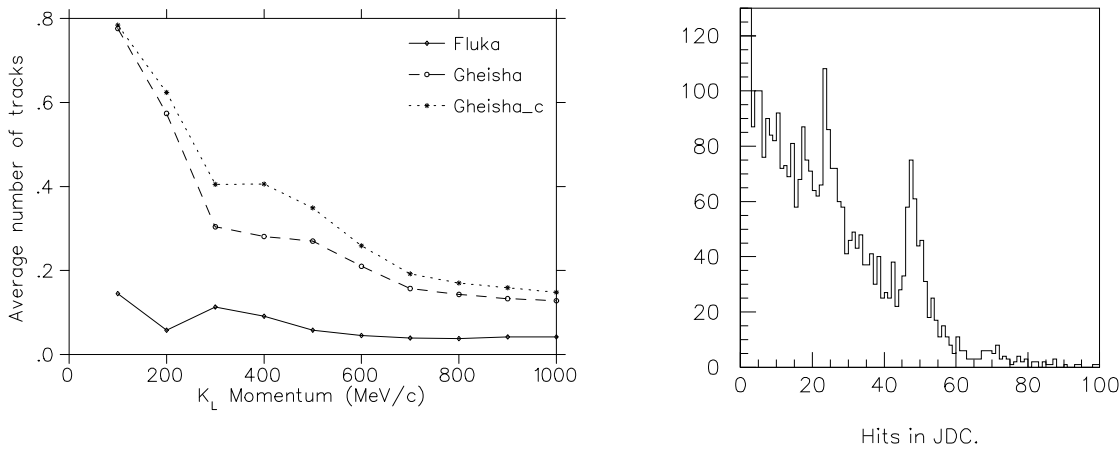 .8
.6
.4
.2
.0
Average number of tracks
Fluka
Gheisha
Gheisha_c
0 200 400 600 800 1000
K_L Momentum (MeV/c)
120
100
80
60
40
20
0
0 20 40 60 80 100
Hits in JDC.